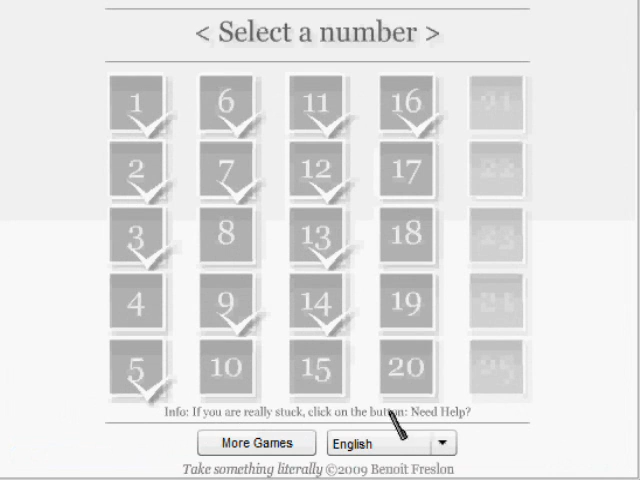 < Select a number >
1 6 11 16
2 7 12 17
3 8 13 18
4 9 14 19
5 10 15 20
Info: If you are really stuck, click on the button: Need Help?
More Games English
Take something literally ©2009 Benoît Freslon